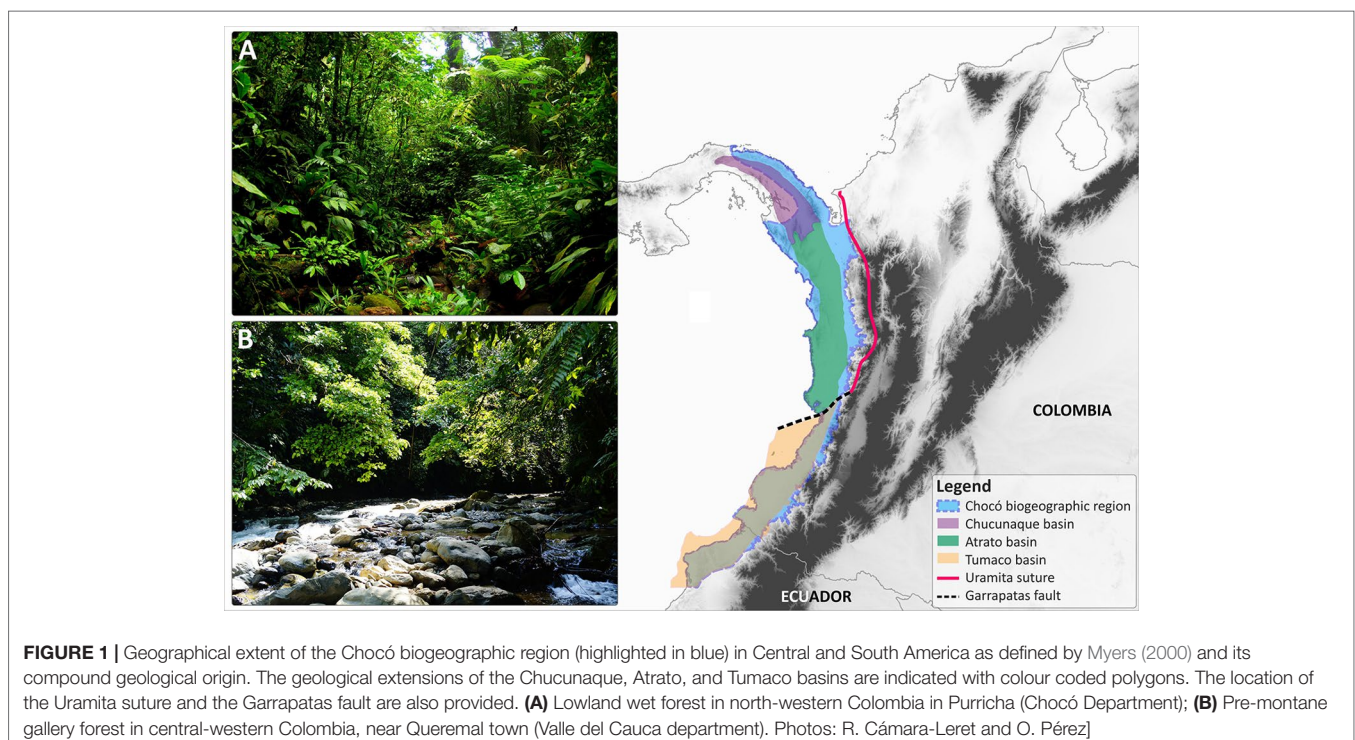 A
B
COLOMBIA
ECUADOR
Legend
Chocó biogeographic region
Chucunaque basin
Atrato basin
Tumaco basin
Uramita suture
Garrapatas fault
FIGURE 1 | Geographical extent of the Chocó biogeographic region (highlighted in blue) in Central and South America as defined by Myers (2000) and its
compound geological origin. The geological extensions of the Chucunaque, Atrato, and Tumaco basins are indicated with colour coded polygons. The location of
the Uramita suture and the Garrapatas fault are also provided. (A) Lowland wet forest in north-western Colombia in Purricha (Chocó Department); (B) Pre-montane
gallery forest in central-western Colombia, near Queremal town (Valle del Cauca department). Photos: R. Cámara-Leret and O. Pérez]